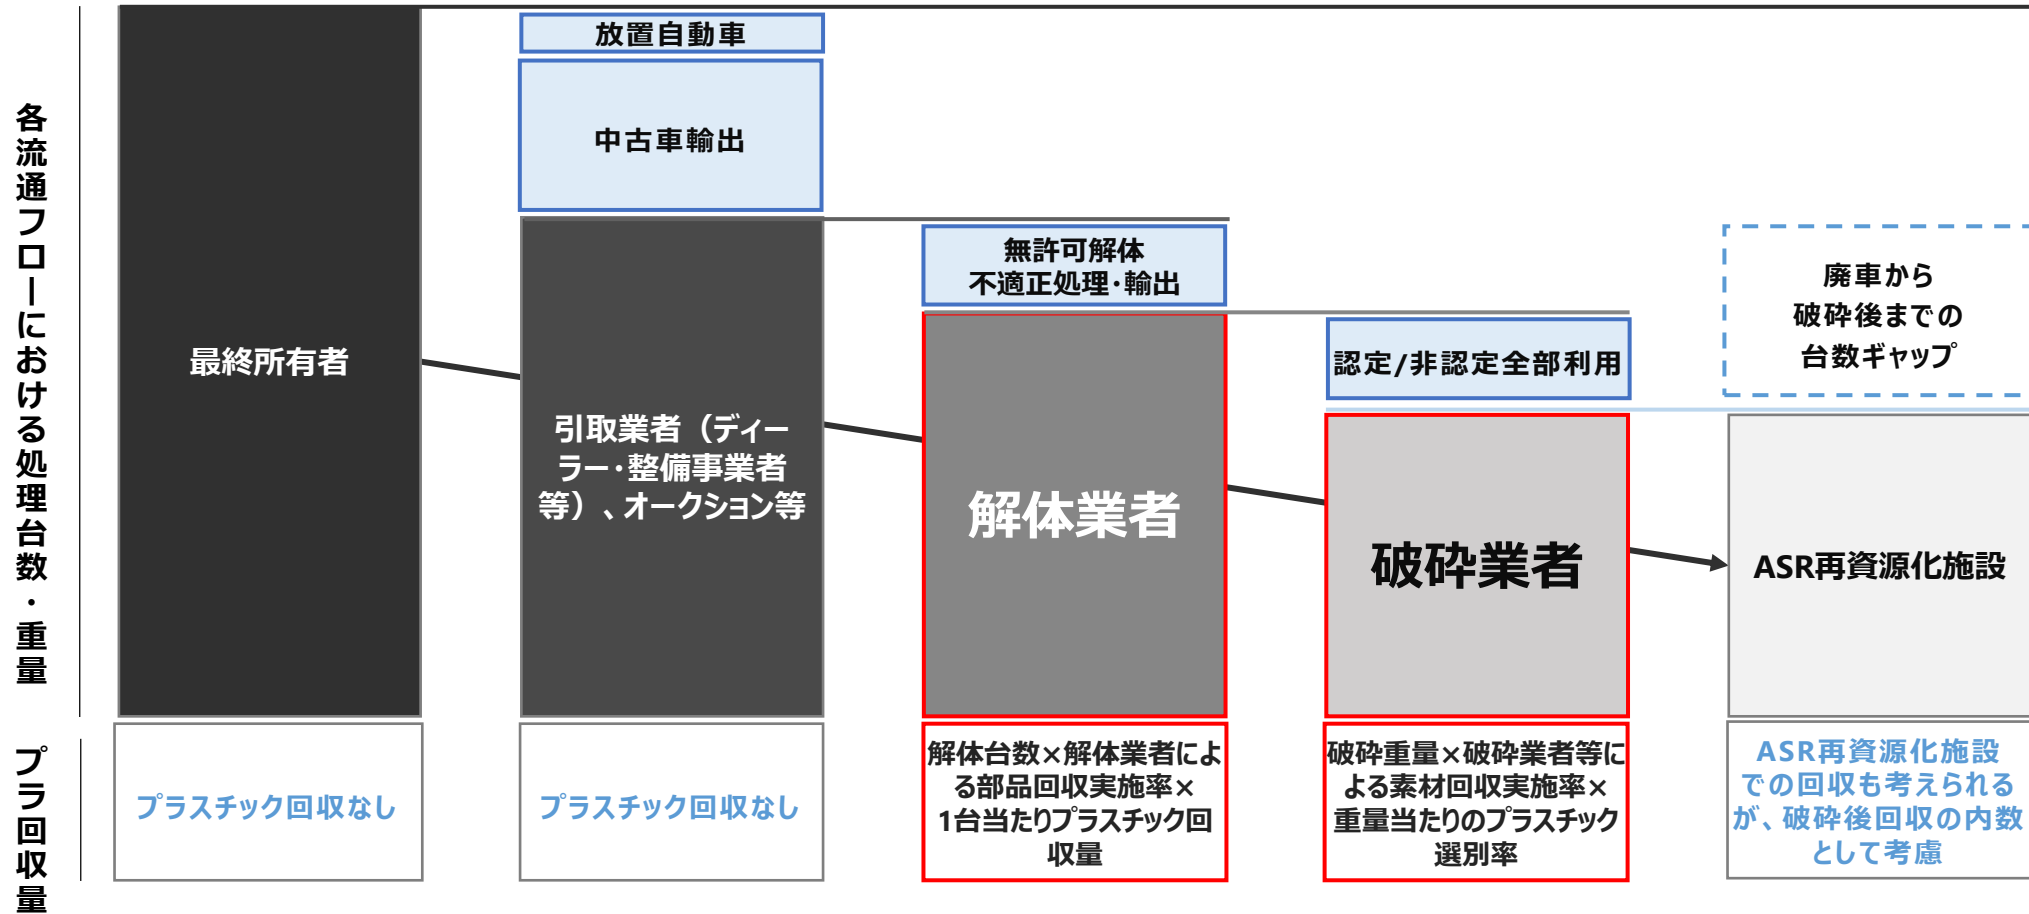 各流通フローにおける処理台数・重量
最終所有者
放置自動車
中古車輸出
引取業者（ディー
ラー・整備事業者
等）、オークション等
無許可解体
不適正処理・輸出
解体業者
認定/非認定全部利用
破砕業者
廃車から
破砕後までの
台数ギャップ
ASR再資源化施設
プラ回収量
プラスチック回収なし
プラスチック回収なし
解体台数×解体業者によ
る部品回収実施率×
1台当たりプラスチック回
収量
破砕重量×破砕業者等に
よる素材回収実施率×
重量当たりのプラスチック
選別率
ASR再資源化施設
での回収も考えられる
が、破砕後回収の内数
として考慮